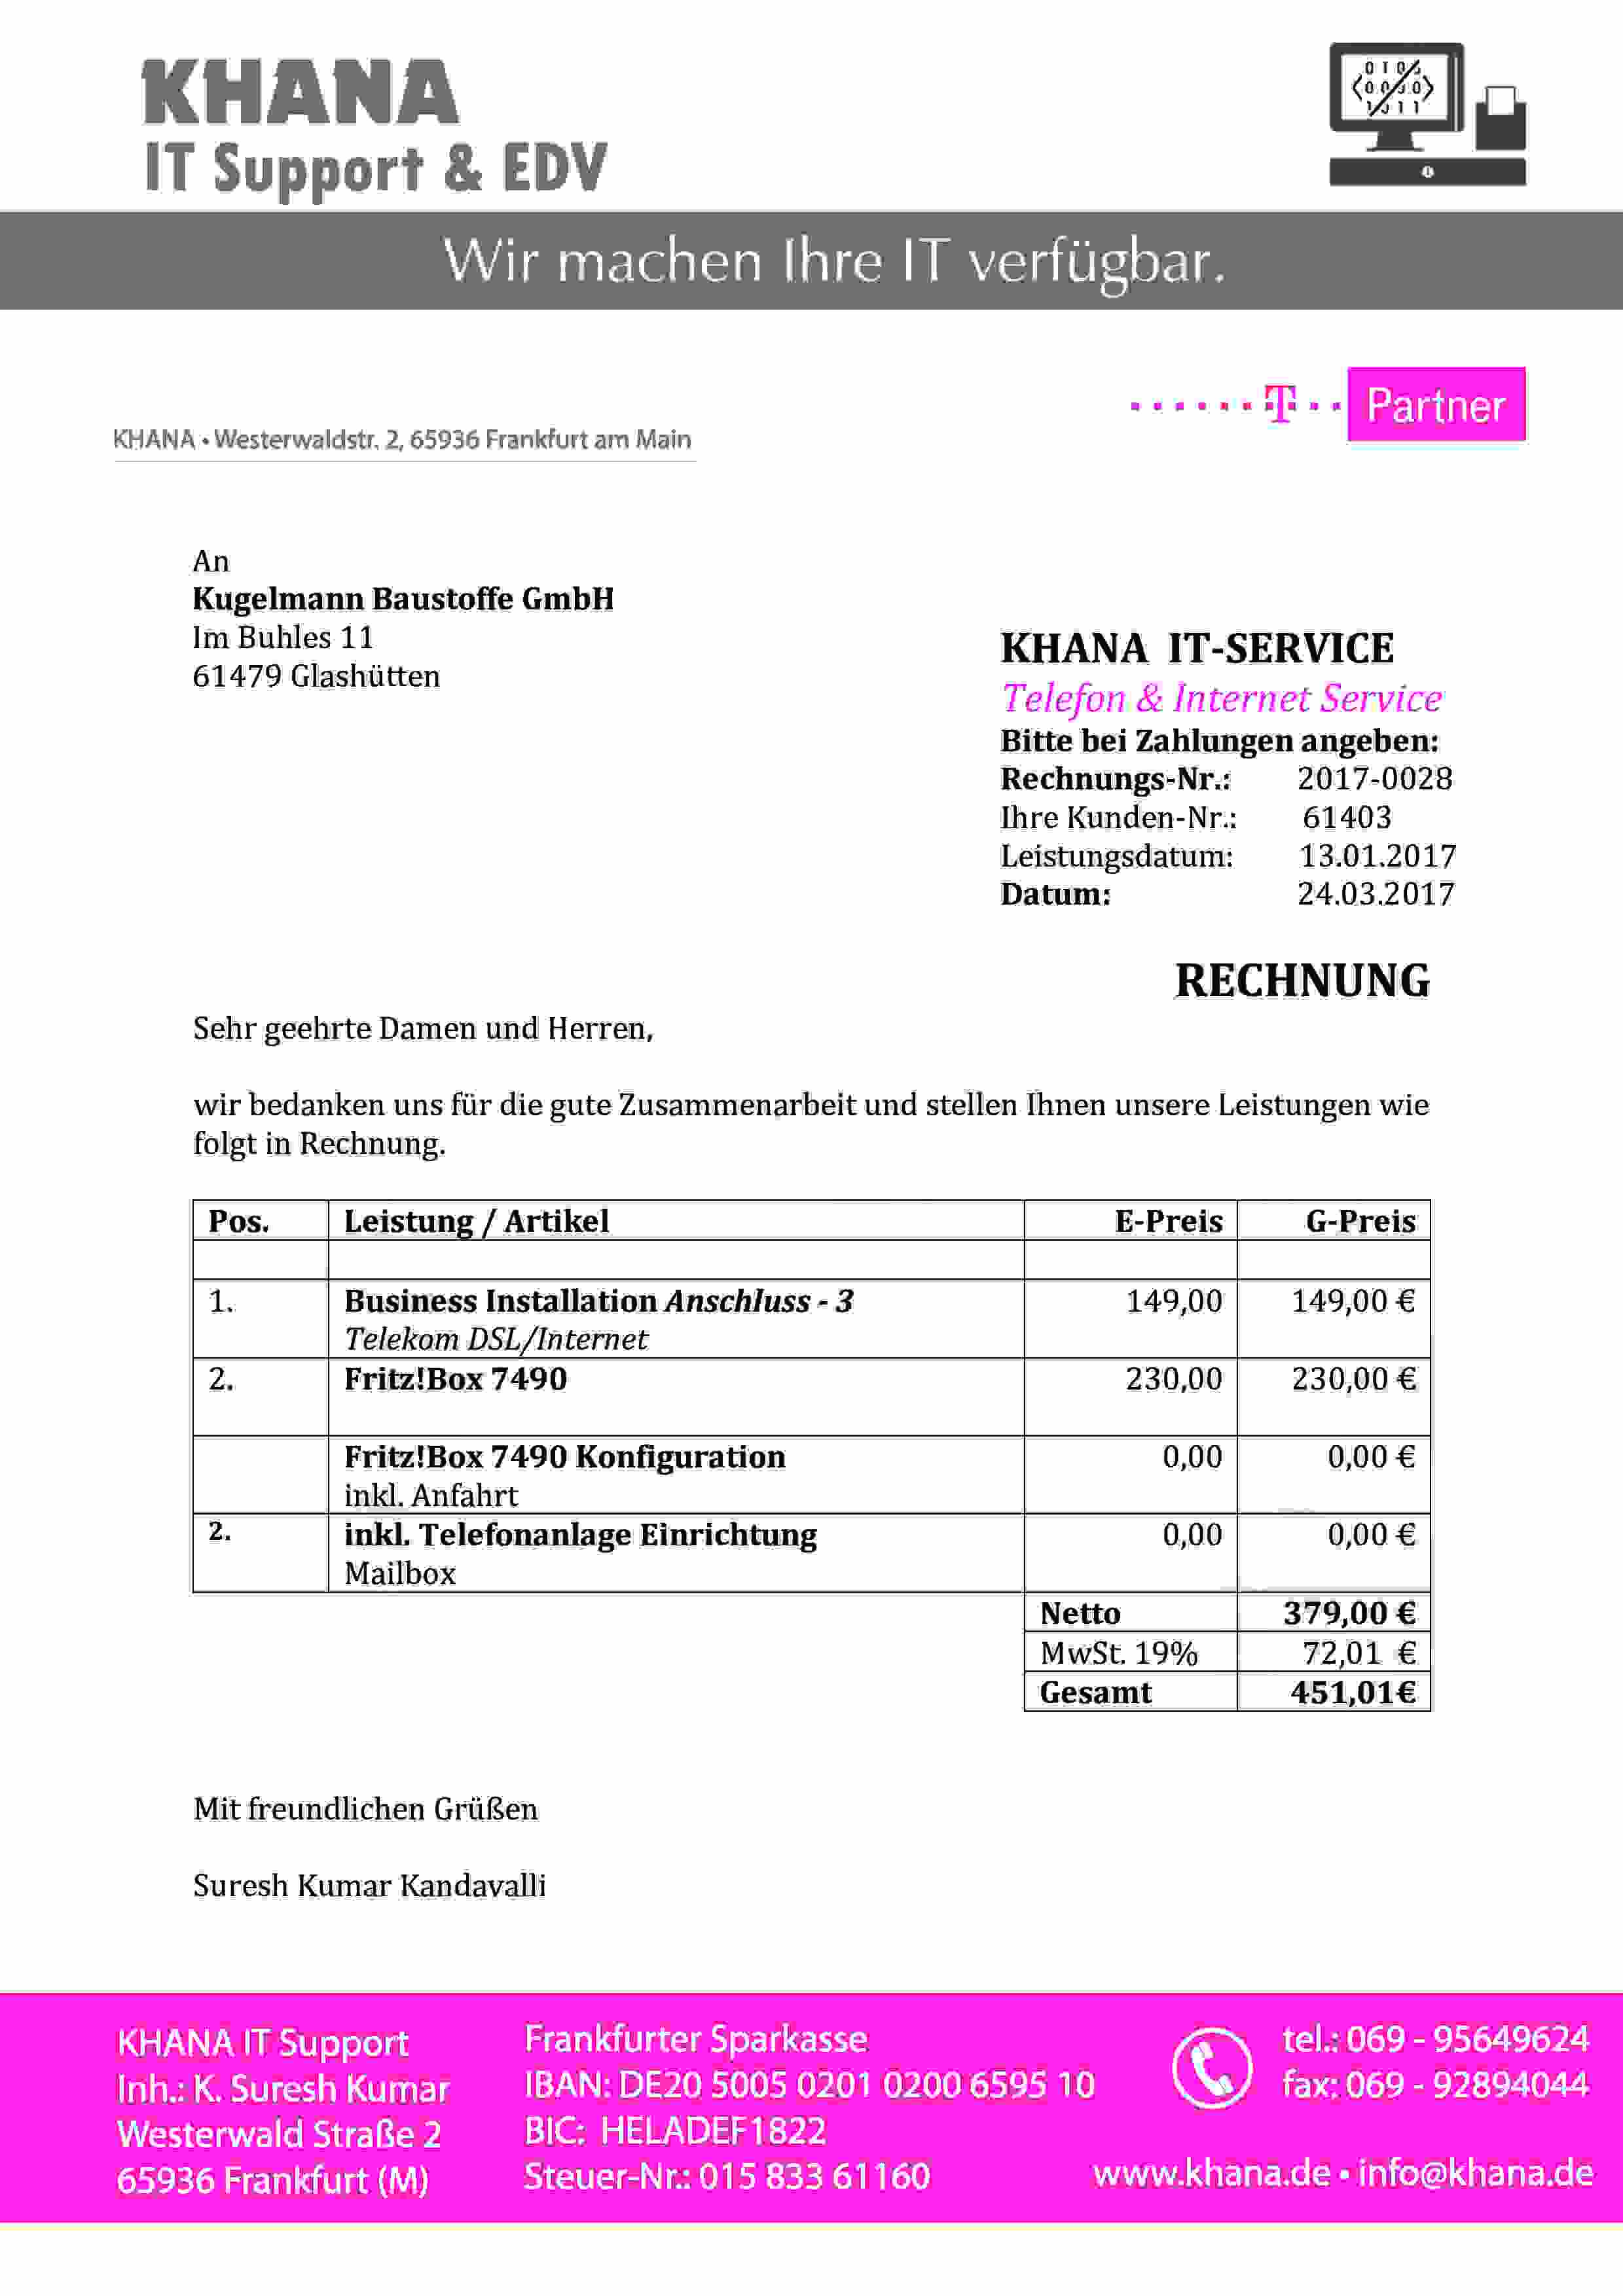 KHANA
IT Support & EDV
Wir machen Ihre IT verfügbar.
T Partner
KHANA • Westerwaldstr. 2, 65936 Frankfurt am Main
An
Kugelmann Baustoffe GmbH
Im Buhles 11
61479 Glashütten
KHANA IT-SERVICE
Telefon & Internet Service
Bitte bei Zahlungen angeben:
Rechnungs-Nr.: 2017-0028
Ihre Kunden-Nr.: 61403
Leistungsdatum: 13.01.2017
Datum: 24.03.2017
RECHNUNG
Sehr geehrte Damen und Herren,
wir bedanken uns für die gute Zusammenarbeit und stellen Ihnen unsere Leistungen wie
folgt in Rechnung.
Pos. Leistung / Artikel E-Preis G-Preis
1. Business Installation Anschluss - 3 149,00 149,00 €
Telekom DSL/Internet
2. Fritz!Box 7490 230,00 230,00 €
Fritz!Box 7490 Konfiguration 0,00 0,00 €
inkl. Anfahrt
2. inkl. Telefonanlage Einrichtung 0,00 0,00 €
Mailbox
Netto 379,00 €
MwSt. 19% 72,01 €
Gesamt 451,01€
Mit freundlichen Grüßen
Suresh Kumar Kandavalli
KHANA IT Support
Inh.: K. Suresh Kumar
Westerwald Straße 2
65936 Frankfurt (M)
Frankfurter Sparkasse
IBAN: DE20 5005 0201 0200 6595 10
BIC: HELADEF1822
Steuer-Nr.: 015 833 61160
tel.: 069 - 95649624
fax: 069 - 92894044
www.khana.de • info@khana.de